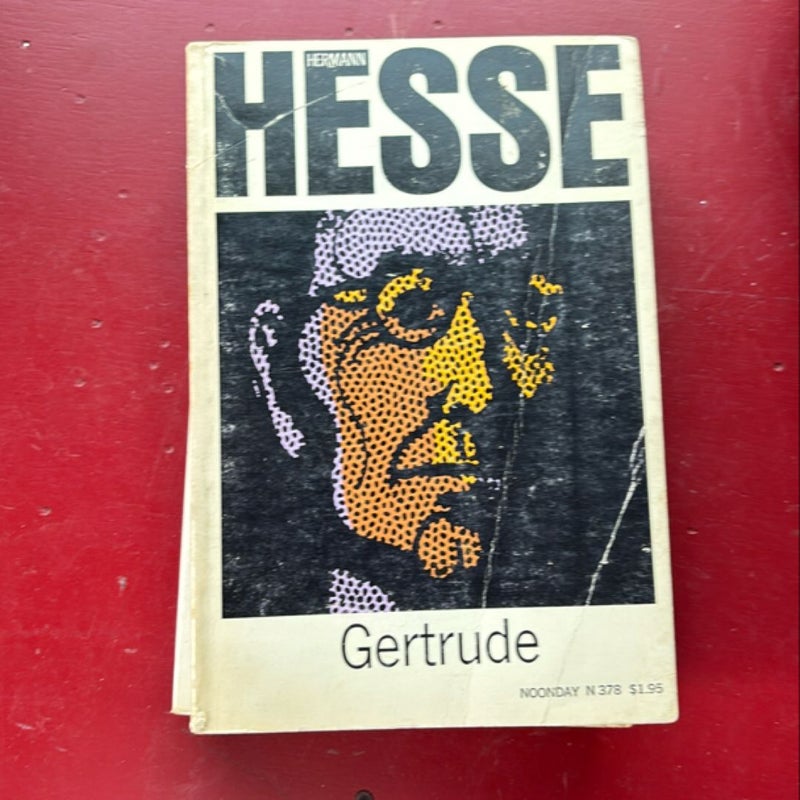 HERMANN
HESSE
Gertrude
NOONDAY N 378 $1.95